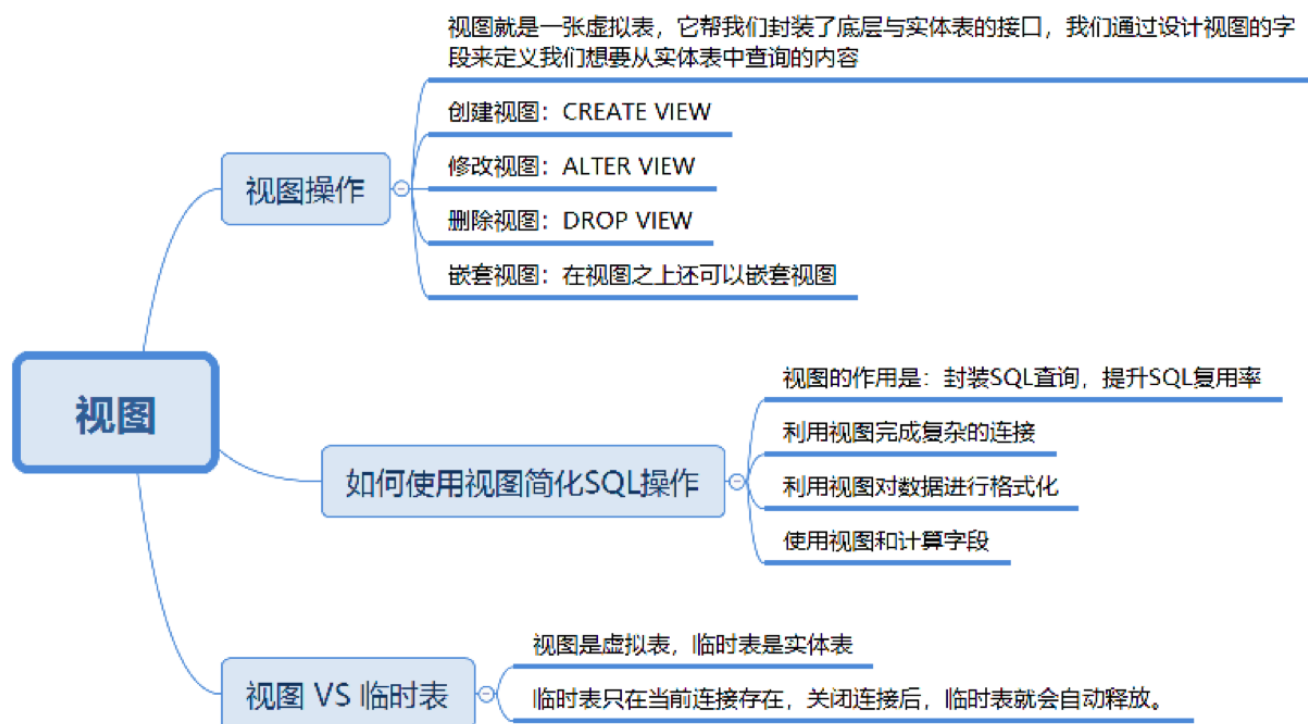 视图就是一张虚拟表，它帮我们封装了底层与实体表的接口，我们通过设计视图的字
段来定义我们想要从实体表中查询的内容
创建视图：CREATE VIEW
修改视图：ALTER VIEW
视图操作
删除视图：DROP VIEW
嵌套视图：在视图之上还可以嵌套视图
视图
视图的作用是：封装SQL查询，提升SQL复用率
利用视图完成复杂的连接
如何使用视图简化SQL操作
利用视图对数据进行格式化
使用视图和计算字段
视图是虚拟表，临时表是实体表
视图 VS 临时表
临时表只在当前连接存在，关闭连接后，临时表就会自动释放。